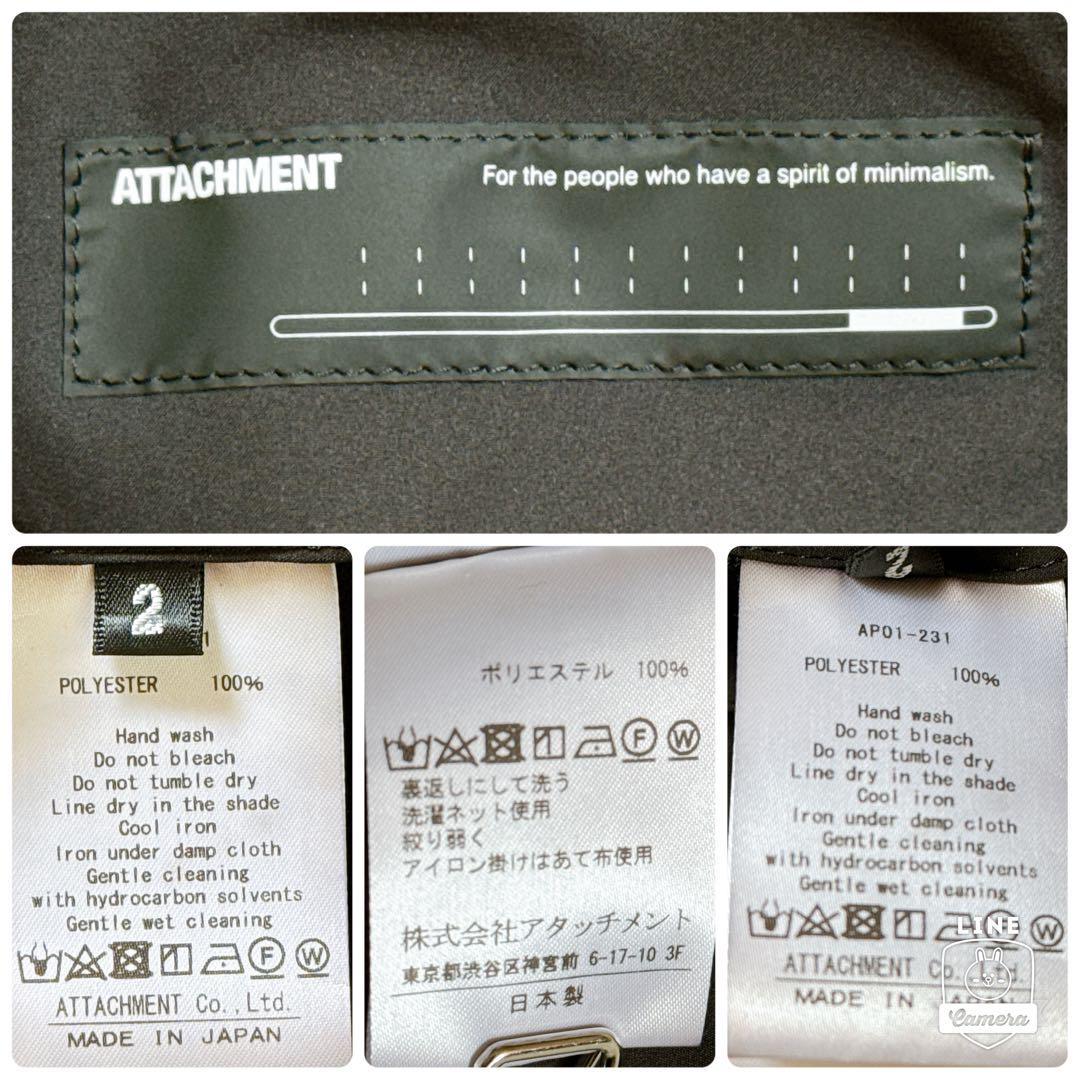 ATTACHMENT
For the people who have a spirit of minimalism.
2
1
POLYESTER 100%
Hand wash
Do not bleach
Do not tumble dry
Line dry in the shade
Cool iron
Iron under damp cloth
Gentle cleaning
with hydrocarbon solvents
Gentle wet cleaning
F W
ATTACHMENT Co.,Ltd.
MADE IN JAPAN
ポリエステル 100%
F W
裏返しにして洗う
洗濯ネット使用
絞り弱く
アイロン掛けはあて布使用
株式会社アタッチメント
東京都渋谷区神宮前 6-17-10 3F
日本製
AP01-231
POLYESTER 100%
Hand wash
Do not bleach
Do not tumble dry
Line dry in the shade
Cool iron
Iron under damp cloth
Gentle cleaning
with hydrocarbon solvents
Gentle wet cleaning
W
ATTACHMENT Co.,Ltd.
MADE IN JAPAN
LINE
Camera